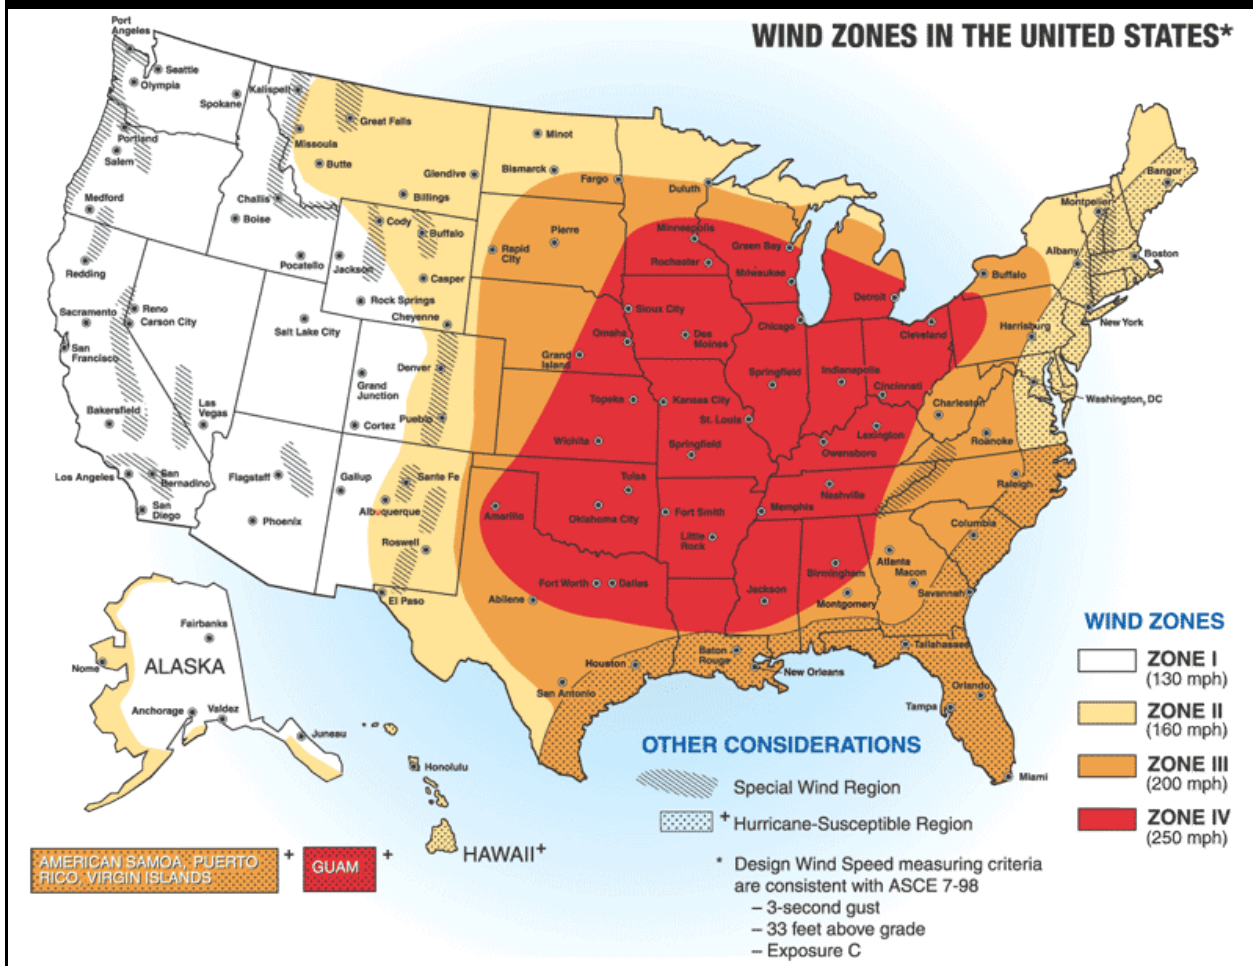 WIND ZONES IN THE UNITED STATES*
Port
Angeles
Seattle
Olympia
Spokane
Kalispell
Great Falls
Portland
Salem
Missoula
Butte
Glendive
Billings
Minot
Bismarck
Fargo
Duluth
Medford
Challis
Boise
Cody
Buffalo
Rapid
City
Pierre
Minneapolis
Rochester
Green Bay
Milwaukee
Bangor
Montpelier
Albany
Boston
Buffalo
Redding
Pocatello
Jackson
Casper
Rock Springs
Cheyenne
Sacramento
Reno
Carson City
San
Francisco
Salt Lake City
Sioux City
Omaha
Des
Moines
Grand
Island
Chicago
Detroit
Cleveland
Harrisburg
New York
Denver
Grand
Junction
Pueblo
Cortez
Topeka
Kansas City
Springfield
St. Louis
Indianapolis
Cincinnati
Charleston
Washington, DC
Bakersfield
Las
Vegas
Wichita
Springfield
Owensboro
Lexington
Roanoke
Raleigh
Los Angeles
San
Bernadino
San
Diego
Flagstaff
Phoenix
Gallup
Sante Fe
Albuquerque
Roswell
Amarillo
Tulsa
Oklahoma City
Fort Smith
Little
Rock
Memphis
Nashville
Columbia
Atlanta
Macon
Savannah
Birmingham
Montgomery
Jackson
El Paso
Abilene
Fort Worth
Dallas
Houston
San Antonio
Baton
Rouge
New Orleans
Tallahassee
Orlando
Tampa
Miami
Fairbanks
Nome
ALASKA
Anchorage
Valdez
Juneau
Honolulu
HAWAII+
AMERICAN SAMOA, PUERTO
RICO, VIRGIN ISLANDS
+
GUAM
+
OTHER CONSIDERATIONS
Special Wind Region
+ Hurricane-Susceptible Region
* Design Wind Speed measuring criteria
are consistent with ASCE 7-98
– 3-second gust
– 33 feet above grade
– Exposure C
WIND ZONES
ZONE I
(130 mph)
ZONE II
(160 mph)
ZONE III
(200 mph)
ZONE IV
(250 mph)